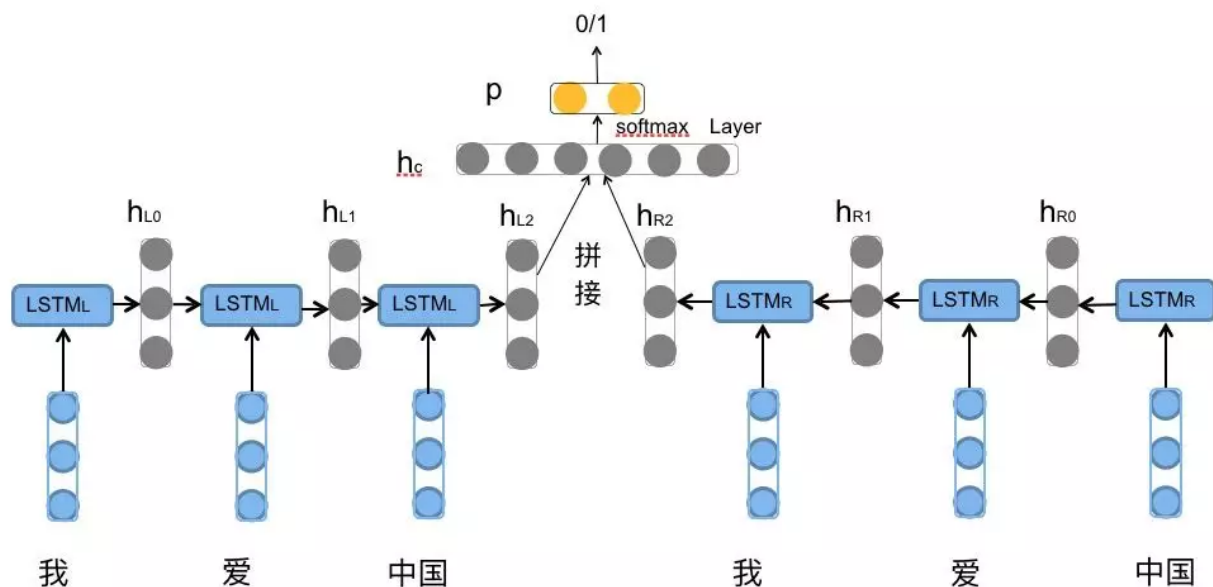 0/1
p
softmax Layer
hc
hL0 hL1 hL2 hR2 hR1 hR0
拼
接
LSTML LSTML LSTML LSTMR LSTMR LSTMR
我 爱 中国 我 爱 中国